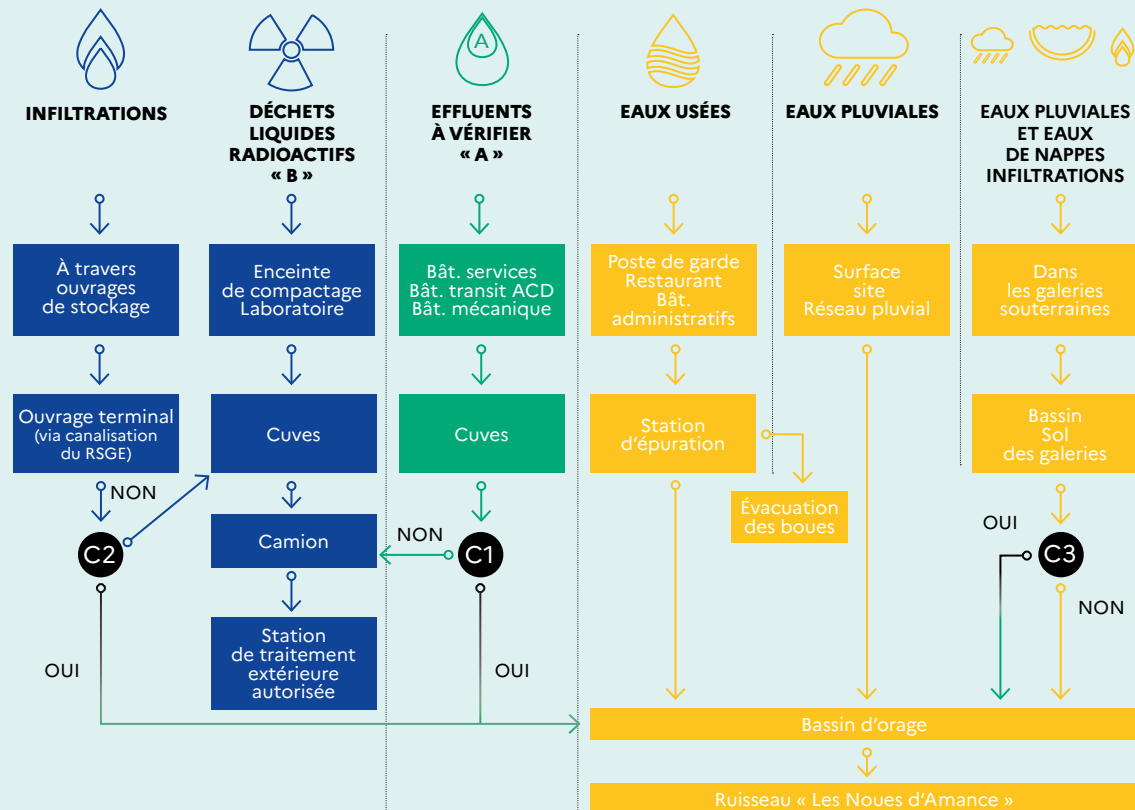 A
INFILTRATIONS
DÉCHETS
LIQUIDES
RADIOACTIFS
« B »
EFFLUENTS
À VÉRIFIER
« A »
EAUX USÉES
EAUX PLUVIALES
EAUX PLUVIALES
ET EAUX
DE NAPPES
INFILTRATIONS
À travers
ouvrages
de stockage
Enceinte
de compactage
Laboratoire
Bât. services
Bât. transit ACD
Bât. mécanique
Poste de garde
Restaurant
Bât.
administratifs
Surface
site
Réseau pluvial
Dans
les galeries
souterraines
Ouvrage terminal
(via canalisation
du RSGE)
Cuves
Cuves
Station
d'épuration
Bassin
Sol
des galeries
NON
Évacuation
des boues
OUI
C2
Camion
NON
C1
C3
NON
Station
de traitement
extérieure
autorisée
OUI
OUI
Bassin d'orage
Ruisseau « Les Noues d'Amance »